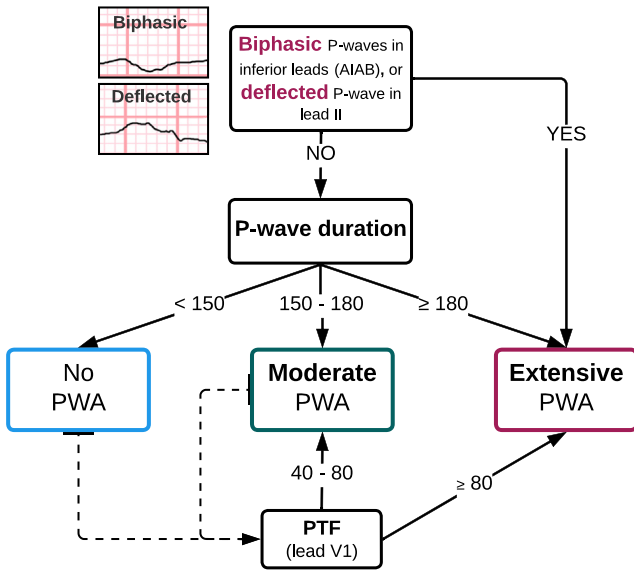 Biphasic
Deflected
Biphasic P-waves in
inferior leads (AIAB), or
deflected P-wave in
lead II
YES
NO
P-wave duration
< 150
150 - 180
≥ 180
No
PWA
Moderate
PWA
Extensive
PWA
40 - 80
≥ 80
PTF
(lead V1)